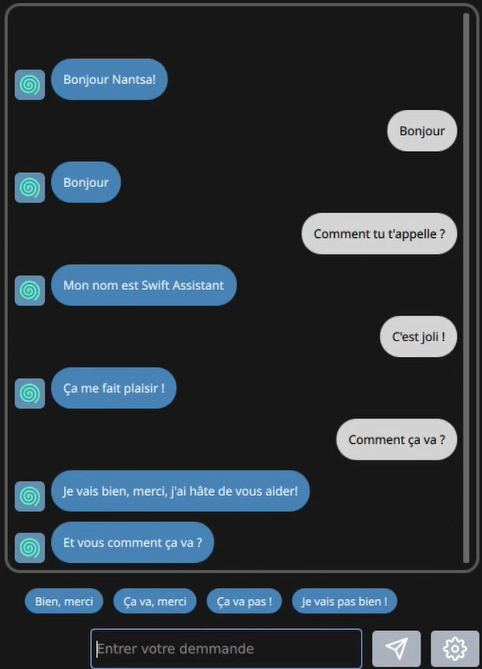 Bonjour Nantsa!
Bonjour
Bonjour
Comment tu t'appelle ?
Mon nom est Swift Assistant
C'est joli !
Ça me fait plaisir !
Comment ça va ?
Je vais bien, merci, j'ai hâte de vous aider!
Et vous comment ça va ?
Bien, merci
Ça va, merci
Ça va pas !
Je vais pas bien !
Entrer votre demmande